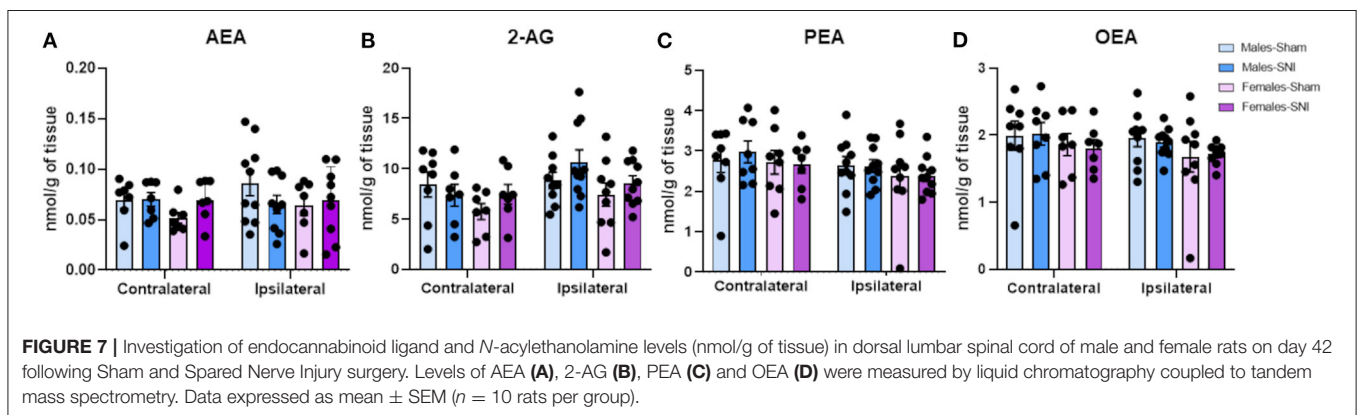 A AEA
nmol/g of tissue
0.20
0.15
0.10
0.05
0.00
Contralateral Ipsilateral
B 2-AG
nmol/g of tissue
25
20
15
10
5
0
Contralateral Ipsilateral
C PEA
nmol/g of tissue
5
4
3
2
1
0
Contralateral Ipsilateral
D OEA
nmol/g of tissue
3
2
1
0
Contralateral Ipsilateral
Males-Sham
Males-SNI
Females-Sham
Females-SNI
FIGURE 7 | Investigation of endocannabinoid ligand and N-acylethanolamine levels (nmol/g of tissue) in dorsal lumbar spinal cord of male and female rats on day 42
following Sham and Spared Nerve Injury surgery. Levels of AEA (A), 2-AG (B), PEA (C) and OEA (D) were measured by liquid chromatography coupled to tandem
mass spectrometry. Data expressed as mean ± SEM (n = 10 rats per group).